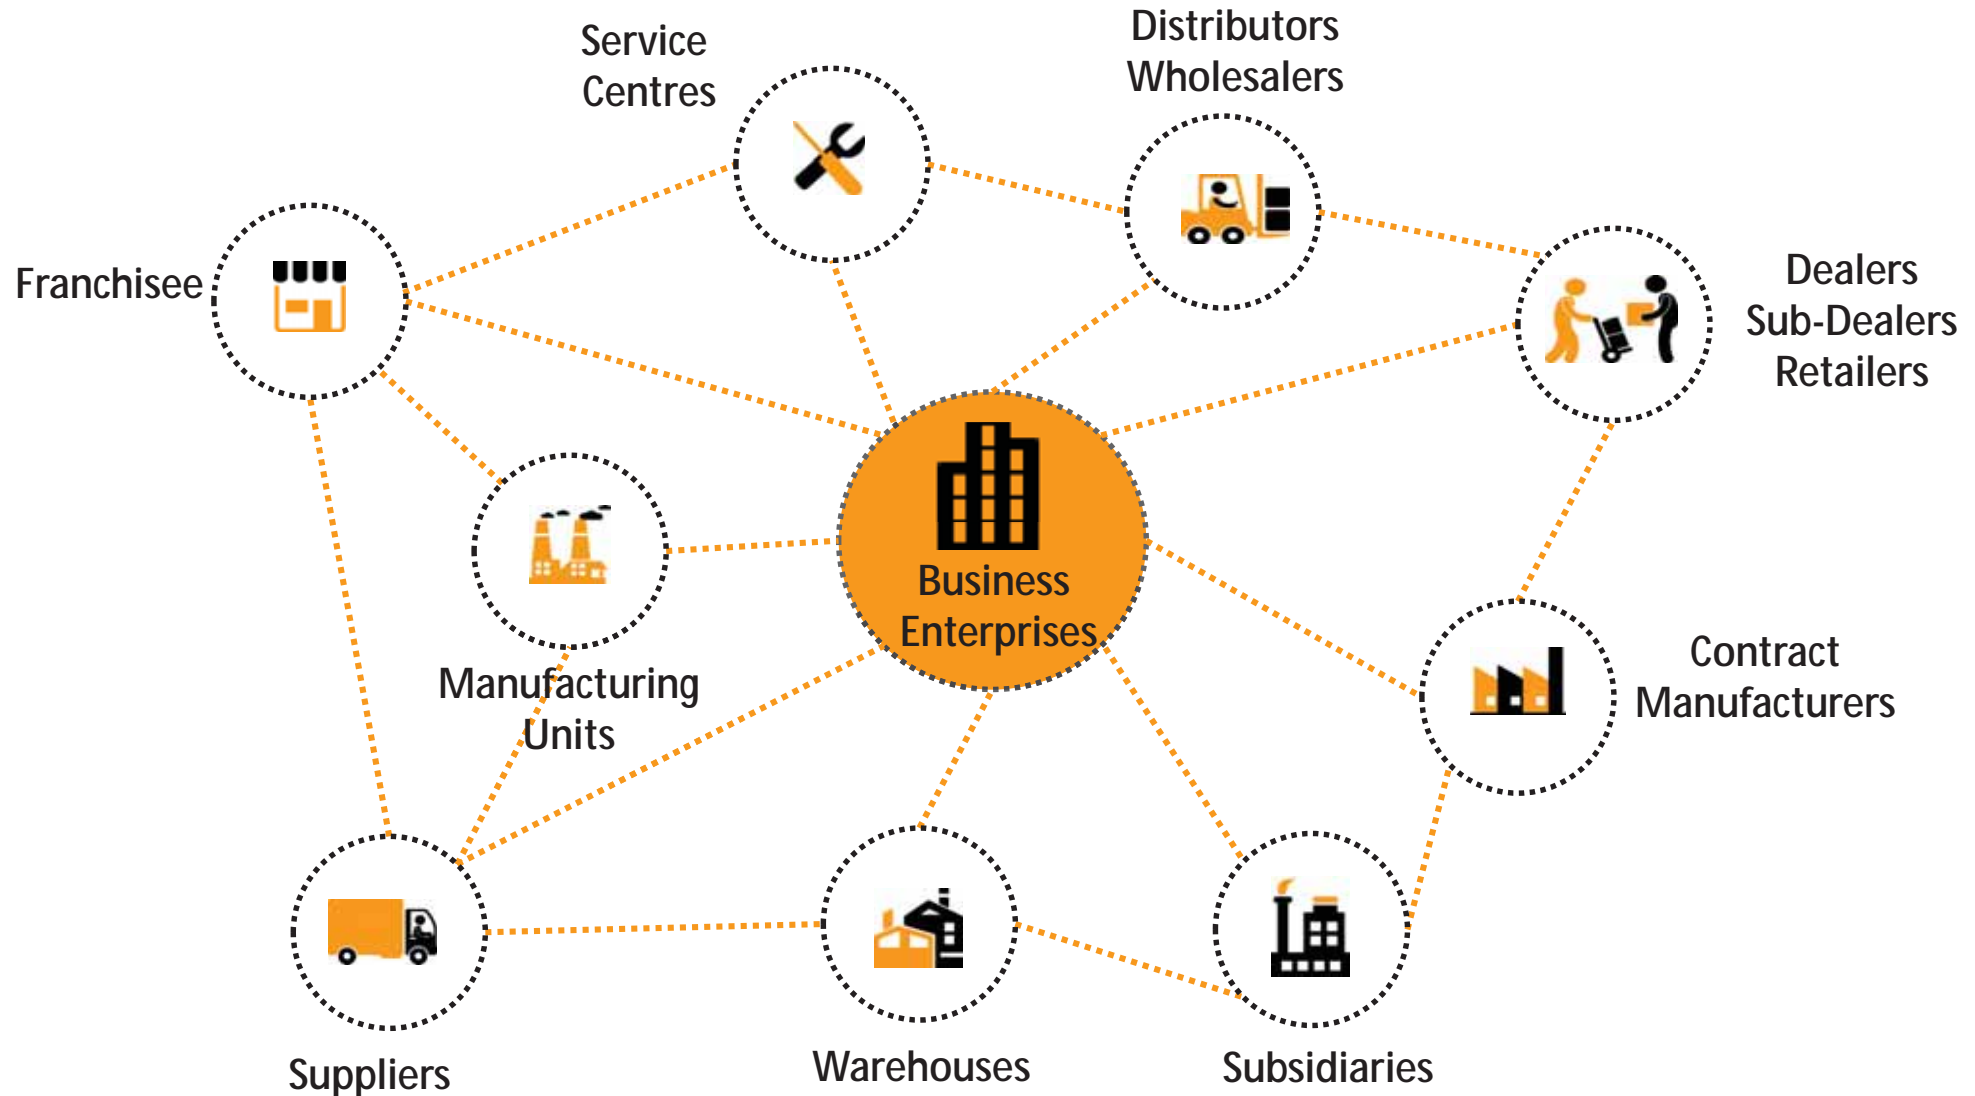 Service
Centres
Distributors
Wholesalers
Franchisee
Dealers
Sub-Dealers
Retailers
Business
Enterprises
Manufacturing
Units
Contract
Manufacturers
Suppliers
Warehouses
Subsidiaries